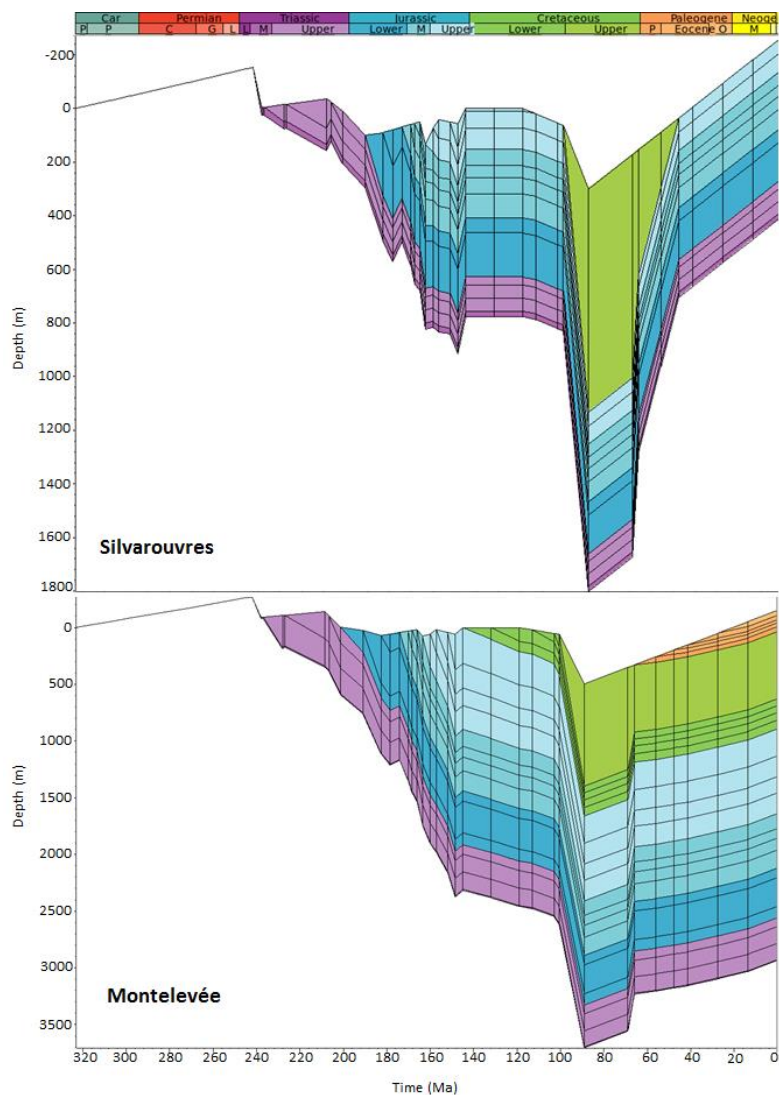 Car Permian Triassic Jurassic Cretaceous Paleogene Neoge
P P C G L L M Upper Lower M Upper Lower Upper P Eocene O M
-200
0
200
400
600
800
1000
1200
1400
1600
1800
Depth (m)
Silvarouvres
0
500
1000
1500
2000
2500
3000
3500
Depth (m)
Montelevée
320 300 280 260 240 220 200 180 160 140 120 100 80 60 40 20 0
Time (Ma)